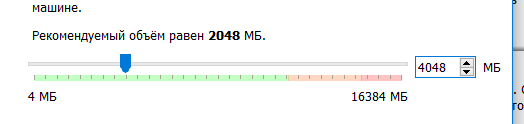 машине.
Рекомендуемый объём равен 2048 МБ.
4048 МБ
4 МБ 16384 МБ